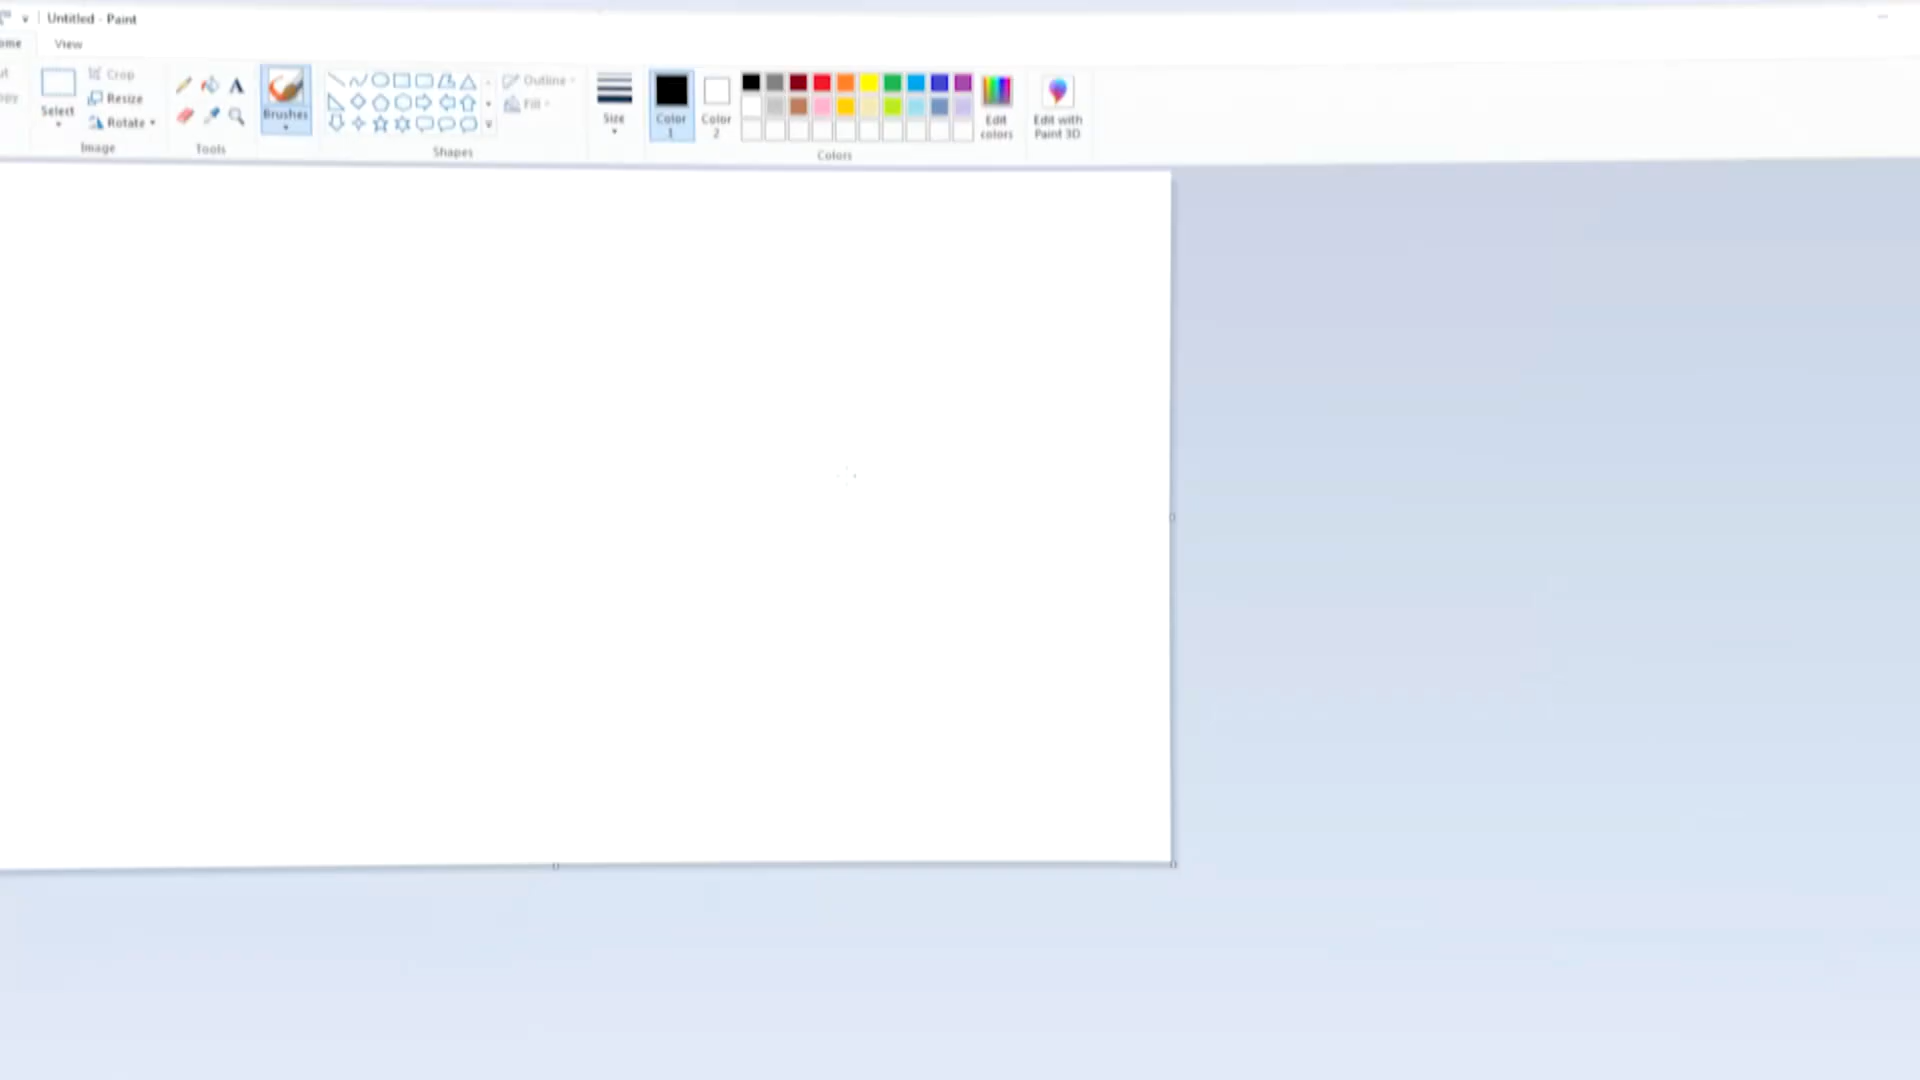 Untitled - Paint
View
Select
Crop
Resize
Rotate
Image
Tools
Brushes
Shapes
Outline
Fill
Size
Color
1
Color
2
Colors
Edit
colors
Edit with
Paint 3D